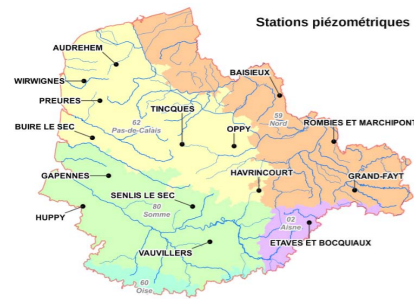 Stations piézométriques
AUDREHEM
BAISIEUX
WIRWIGNES
PREURES
TINCQUES
59
Nord
ROMBIES ET MARCHIPONT
62
Pas-de-Calais
BUIRE LE SEC
OPPY
GAPENNES
HAVRINCOURT
GRAND-FAYT
SENLIS LE SEC
80
Somme
HUPPY
02
Aisne
ETAVES ET BOCQUIAUX
VAUVILLERS
60
Oise